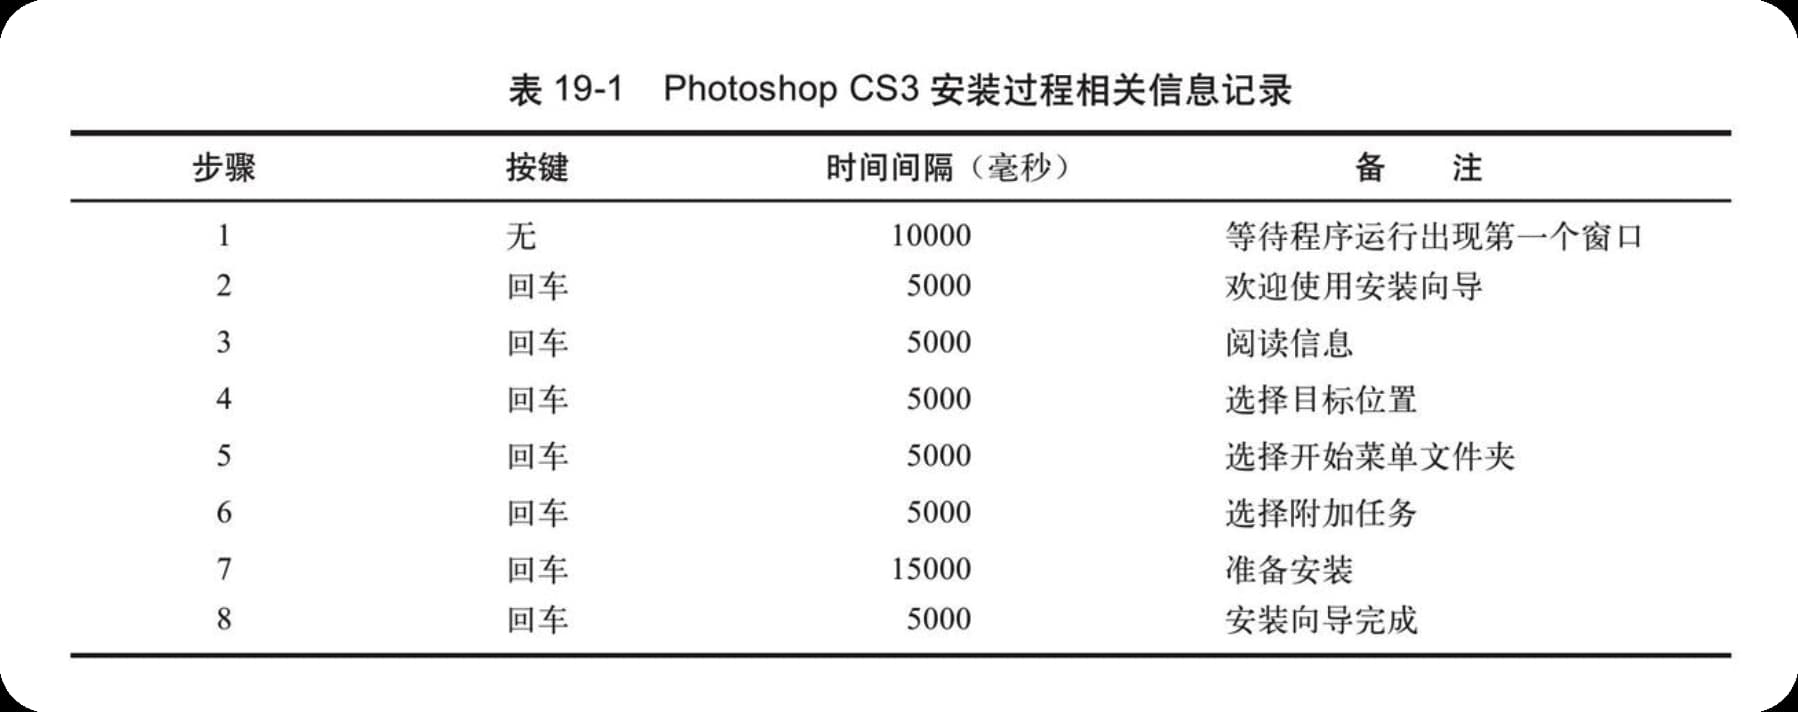 表 19-1 Photoshop CS3 安装过程相关信息记录
步骤 按键 时间间隔（毫秒） 备 注
1 无 10000 等待程序运行出现第一个窗口
2 回车 5000 欢迎使用安装向导
3 回车 5000 阅读信息
4 回车 5000 选择目标位置
5 回车 5000 选择开始菜单文件夹
6 回车 5000 选择附加任务
7 回车 15000 准备安装
8 回车 5000 安装向导完成